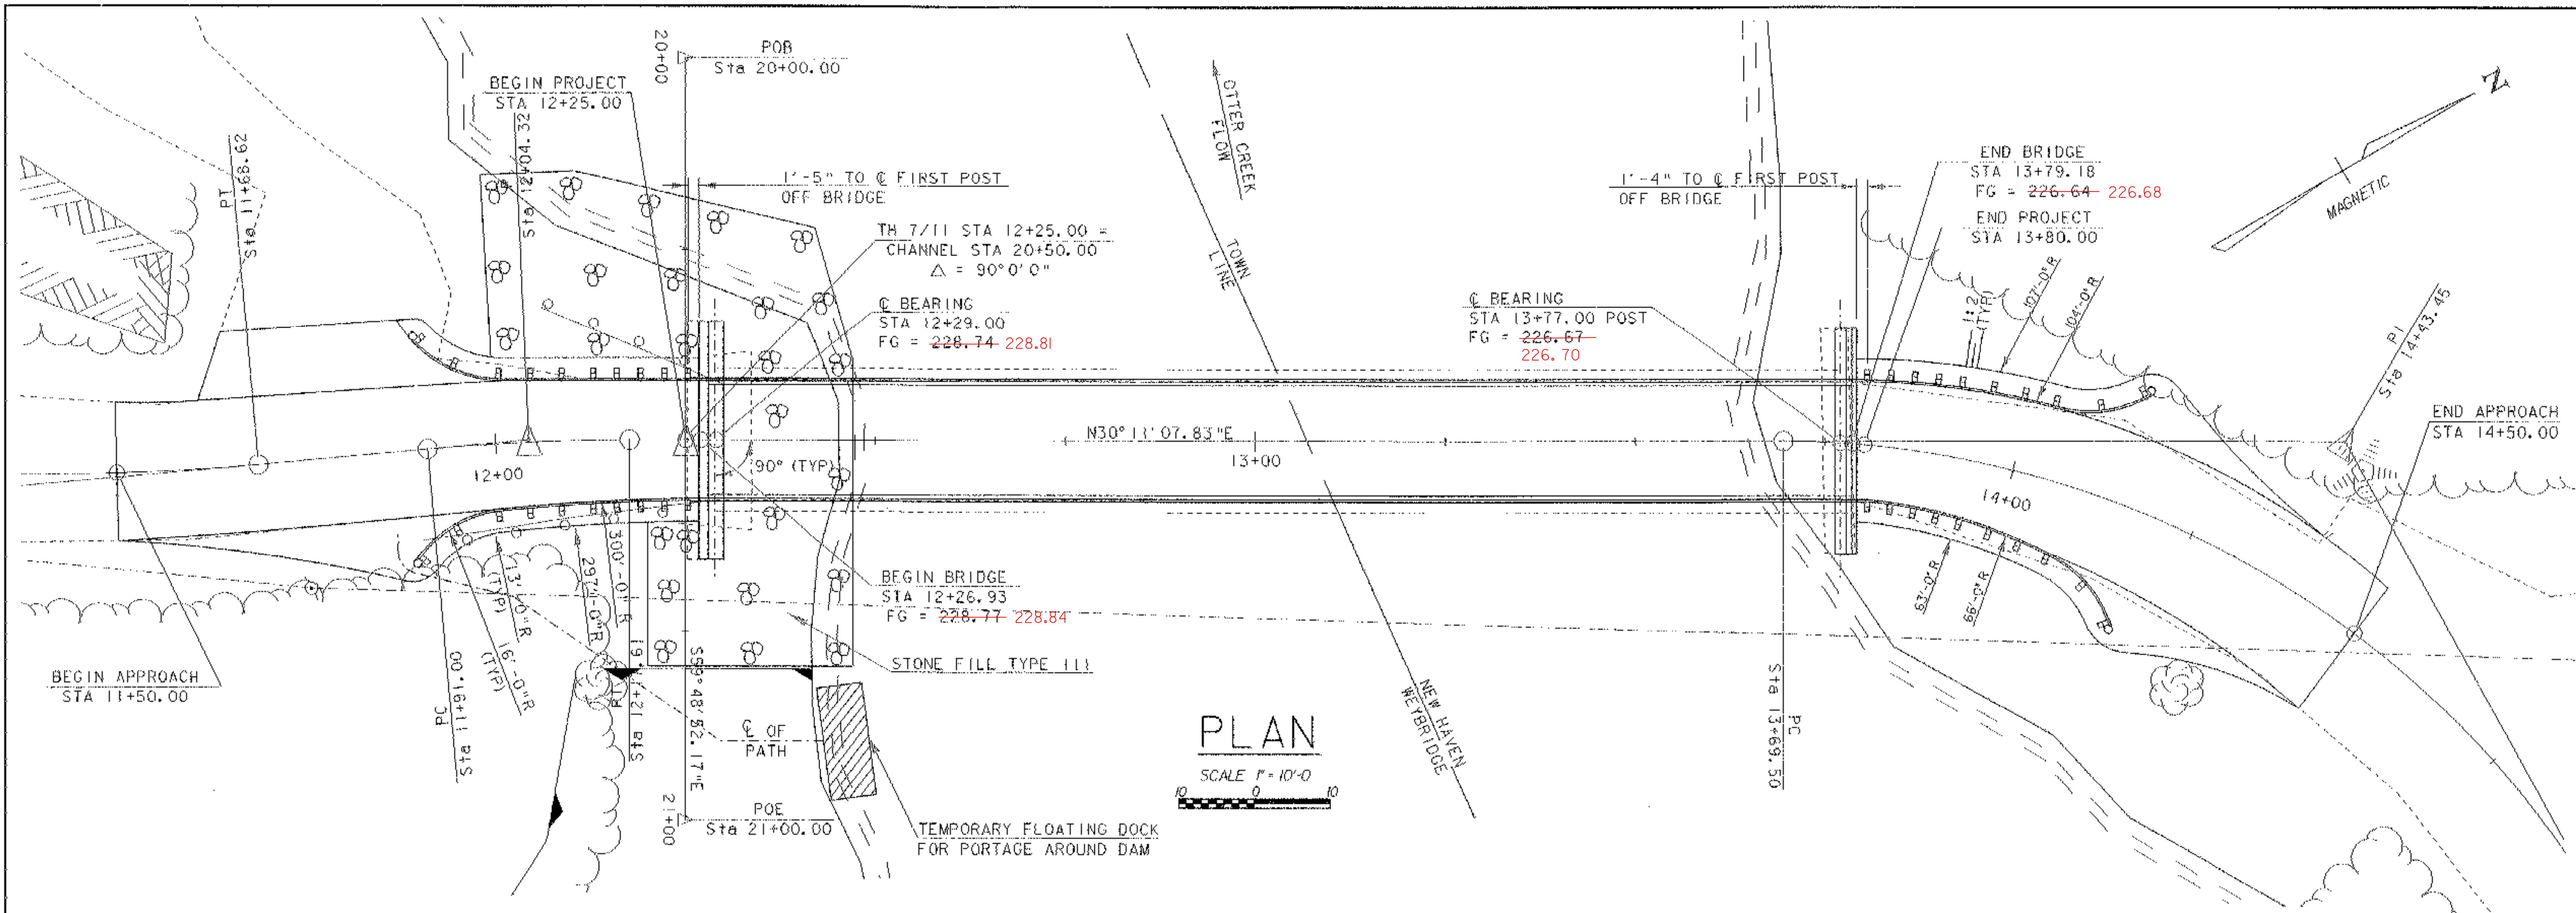 POB
Sta 20+00.00
20+00
BEGIN PROJECT
STA 12+25.00
Sta 12+04.32
PT
Sta 11+68.62
1'-5" TO ℄ FIRST POST
OFF BRIDGE
TH 7/11 STA 12+25.00 =
CHANNEL STA 20+50.00
△ = 90°0'0"
℄ BEARING
STA 12+29.00
FG = 228.74 228.81
OTTER CREEK
FLOW
TOWN
LINE
1'-4" TO ℄ FIRST POST
OFF BRIDGE
℄ BEARING
STA 13+77.00 POST
FG = 226.67
226.70
END BRIDGE
STA 13+79.18
FG = 226.64 226.68
END PROJECT
STA 13+80.00
1:2
(TYP)
107'-0"R
104'-0"R
Z
MAGNETIC
PI
Sta 14+43.45
END APPROACH
STA 14+50.00
12+00
90° (TYP)
N30°11'07.83"E
13+00
14+00
BEGIN APPROACH
STA 11+50.00
PC
Sta 11+91.00
13'-0"R
(TYP)
16'-0"R
(TYP)
297'-0"R
300'-0"R
PT
Sta 12+17.61
S59°48'52.17"E
BEGIN BRIDGE
STA 12+26.93
FG = 228.77 228.84
STONE FILL TYPE III
℄ OF
PATH
21+00
POE
Sta 21+00.00
TEMPORARY FLOATING DOCK
FOR PORTAGE AROUND DAM
PLAN
SCALE 1" = 10'-0
10 0 10
NEW HAVEN
WEYBRIDGE
PC
Sta 13+69.50
63'-0"R
66'-0"R